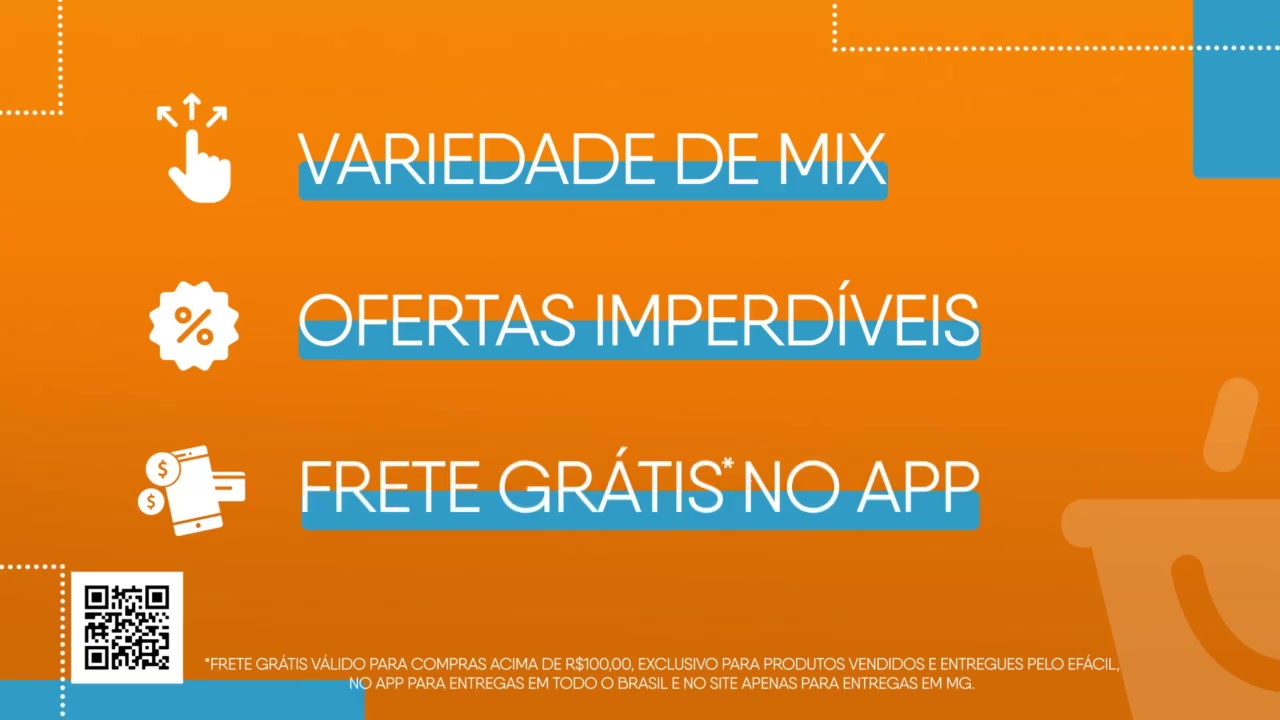 VARIEDADE DE MIX
OFERTAS IMPERDÍVEIS
FRETE GRÁTIS* NO APP
*FRETE GRÁTIS VÁLIDO PARA COMPRAS ACIMA DE R$100,00, EXCLUSIVO PARA PRODUTOS VENDIDOS E ENTREGUES PELO EFÁCIL,
NO APP PARA ENTREGAS EM TODO O BRASIL E NO SITE APENAS PARA ENTREGAS EM MG.